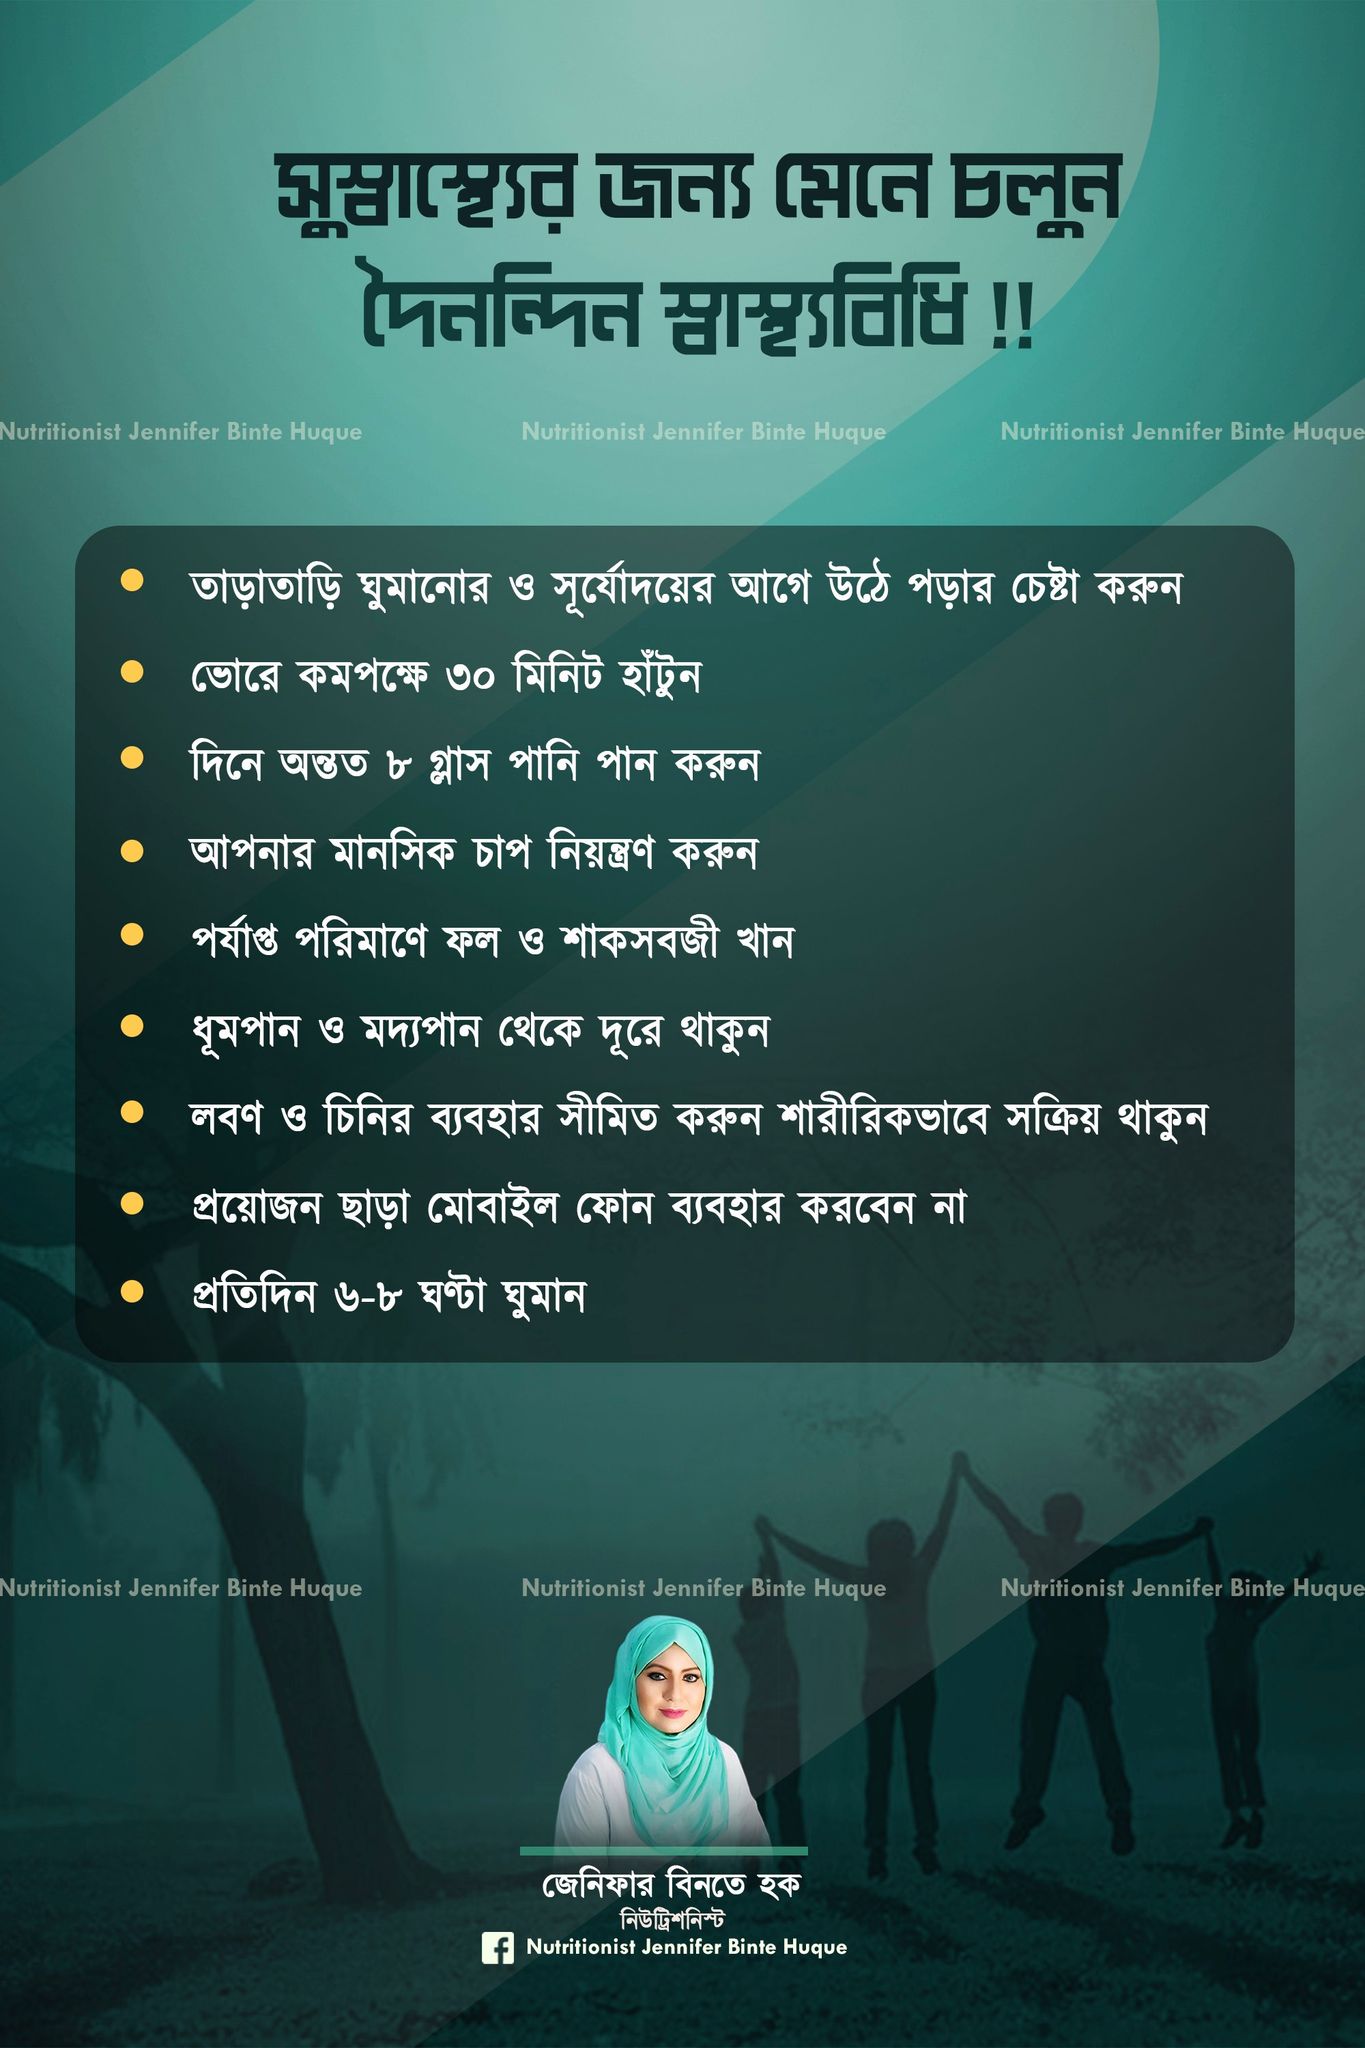 সুস্বাস্থ্যের জন্য মেনে চলুন
দৈনন্দিন স্বাস্থ্যবিধি !!
Nutritionist Jennifer Binte Huque Nutritionist Jennifer Binte Huque Nutritionist Jennifer Binte Huque
তাড়াতাড়ি ঘুমানোর ও সূর্যোদয়ের আগে উঠে পড়ার চেষ্টা করুন
ভোরে কমপক্ষে ৩০ মিনিট হাঁটুন
দিনে অন্তত ৮ গ্লাস পানি পান করুন
আপনার মানসিক চাপ নিয়ন্ত্রণ করুন
পর্যাপ্ত পরিমাণে ফল ও শাকসবজী খান
ধূমপান ও মদ্যপান থেকে দূরে থাকুন
লবণ ও চিনির ব্যবহার সীমিত করুন শারীরিকভাবে সক্রিয় থাকুন
প্রয়োজন ছাড়া মোবাইল ফোন ব্যবহার করবেন না
প্রতিদিন ৬-৮ ঘণ্টা ঘুমান
Nutritionist Jennifer Binte Huque Nutritionist Jennifer Binte Huque Nutritionist Jennifer Binte Huque
জেনিফার বিনতে হক
নিউট্রিশনিস্ট
Nutritionist Jennifer Binte Huque